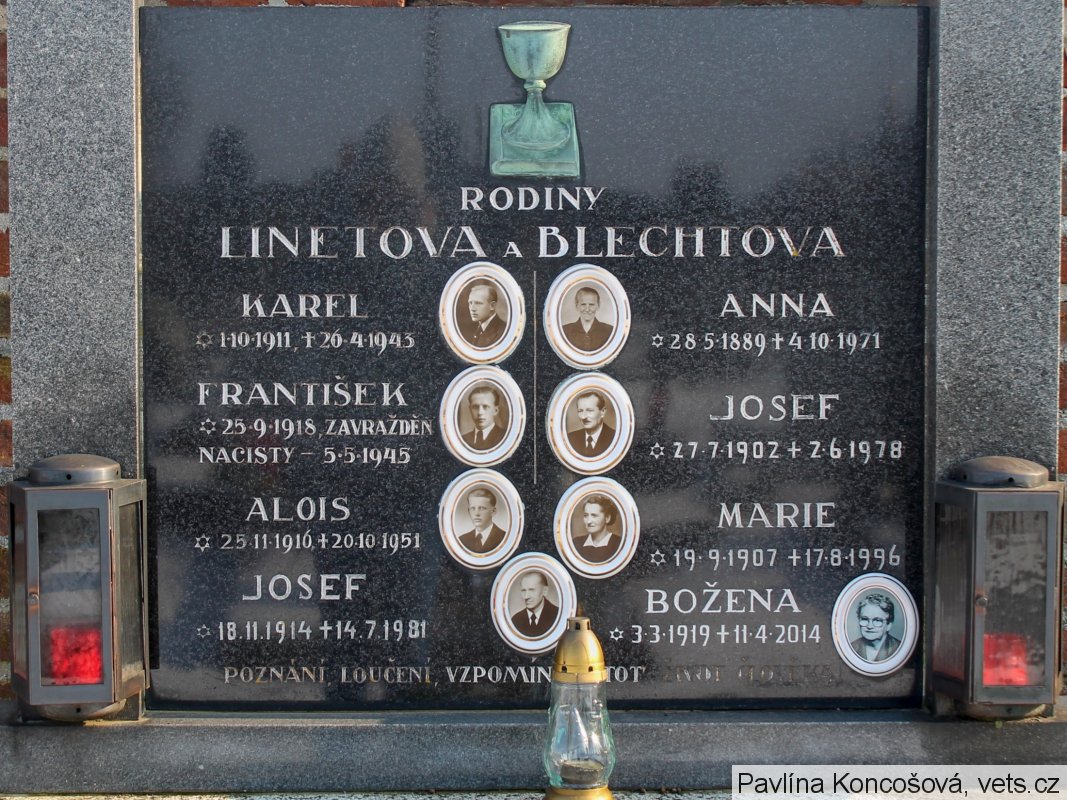 RODINY
LINETOVA A BLECHTOVA
KAREL
✡ 1·10·1911, ✝ 26·4·1943
FRANTIŠEK
✡ 25·9·1918, ZAVRAŽDĚN
NACISTY – 5·5·1945
ALOIS
✡ 25·11·1916, ✝ 20·10·1951
JOSEF
✡ 18.11.1914 ✝ 14.7.1981
ANNA
✡ 28·5·1889 ✝ 4·10·1971
JOSEF
✡ 27·7·1902 ✝ 2·6·1978
MARIE
✡ 19·9·1907 ✝ 17·8·1996
BOŽENA
✡ 3·3·1919 ✝ 11·4·2014
POZNÁNÍ, LOUČENÍ, VZPOMÍN
Pavlína Koncošová, vets.cz